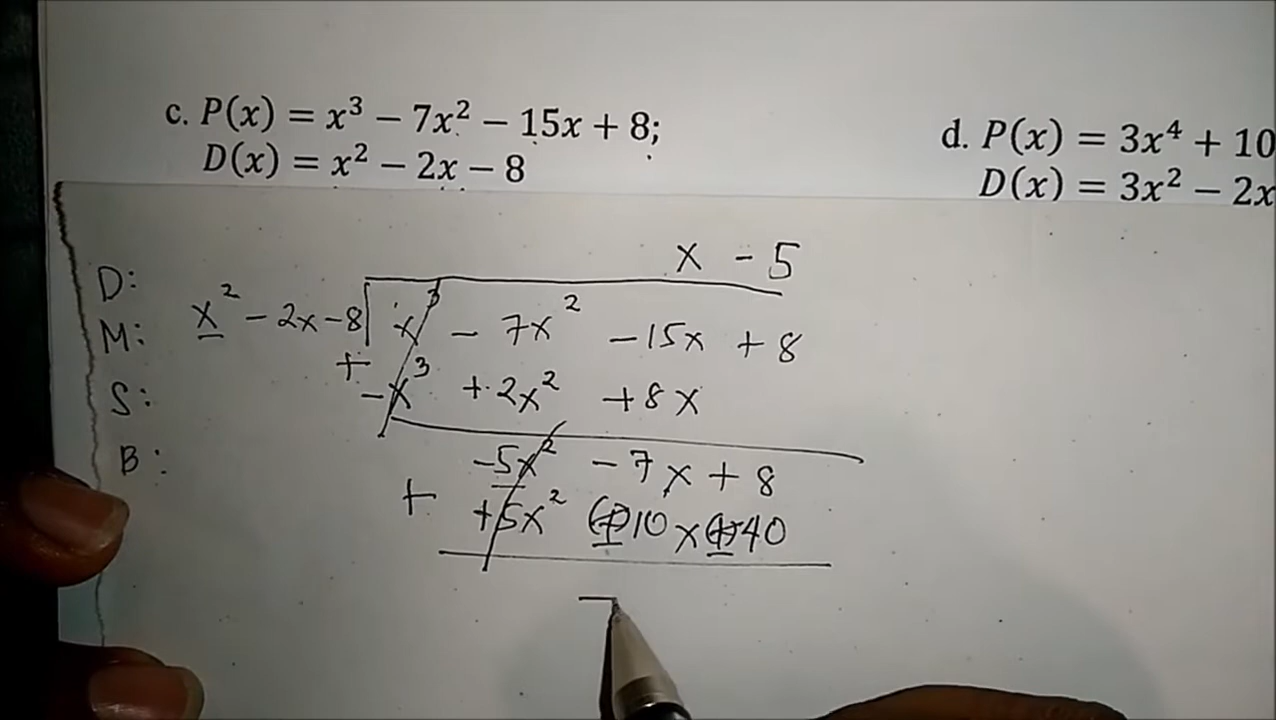 c. P(x) = x³ − 7x² − 15x + 8;
D(x) = x² − 2x − 8
d. P(x) = 3x⁴ + 10
D(x) = 3x² − 2x
x - 5
D:
x² - 2x - 8 x³ - 7x² - 15x + 8
M:
+ -x³ + 2x² + 8x
S:
-5x² - 7x + 8
B:
+ +5x² (+) 10x (+) 40
−